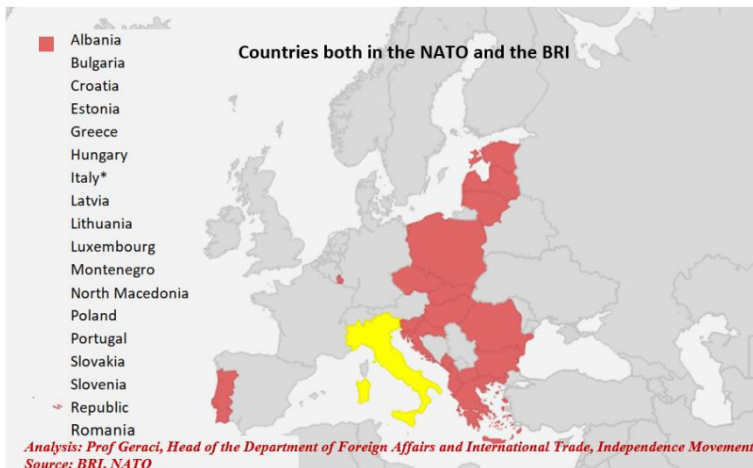 Countries both in the NATO and the BRI
Albania
Bulgaria
Croatia
Estonia
Greece
Hungary
Italy*
Latvia
Lithuania
Luxembourg
Montenegro
North Macedonia
Poland
Portugal
Slovakia
Slovenia
Republic
Romania
Analysis: Prof Geraci, Head of the Department of Foreign Affairs and International Trade, Independence Movement
Source: BRI, NATO